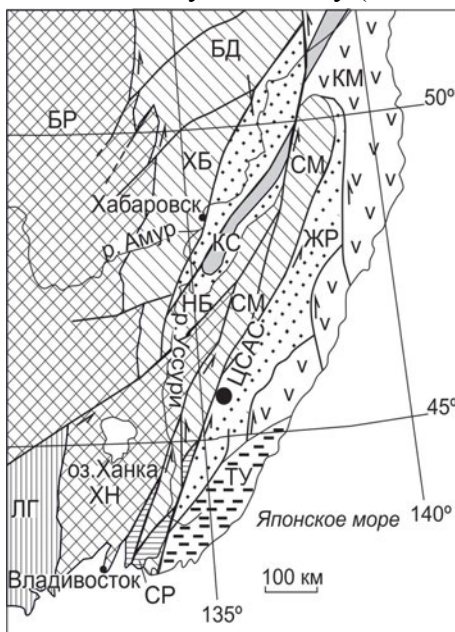 БД
КМ
50º
БР
ХБ
СМ
Хабаровск
р. Амур
КС
ЖР
НБ
СМ
р. Уссури
ЦСАС
45º
оз. Ханка
ХН
ТУ
ЛГ
Японское море
140º
Владивосток
СР
100 км
135º